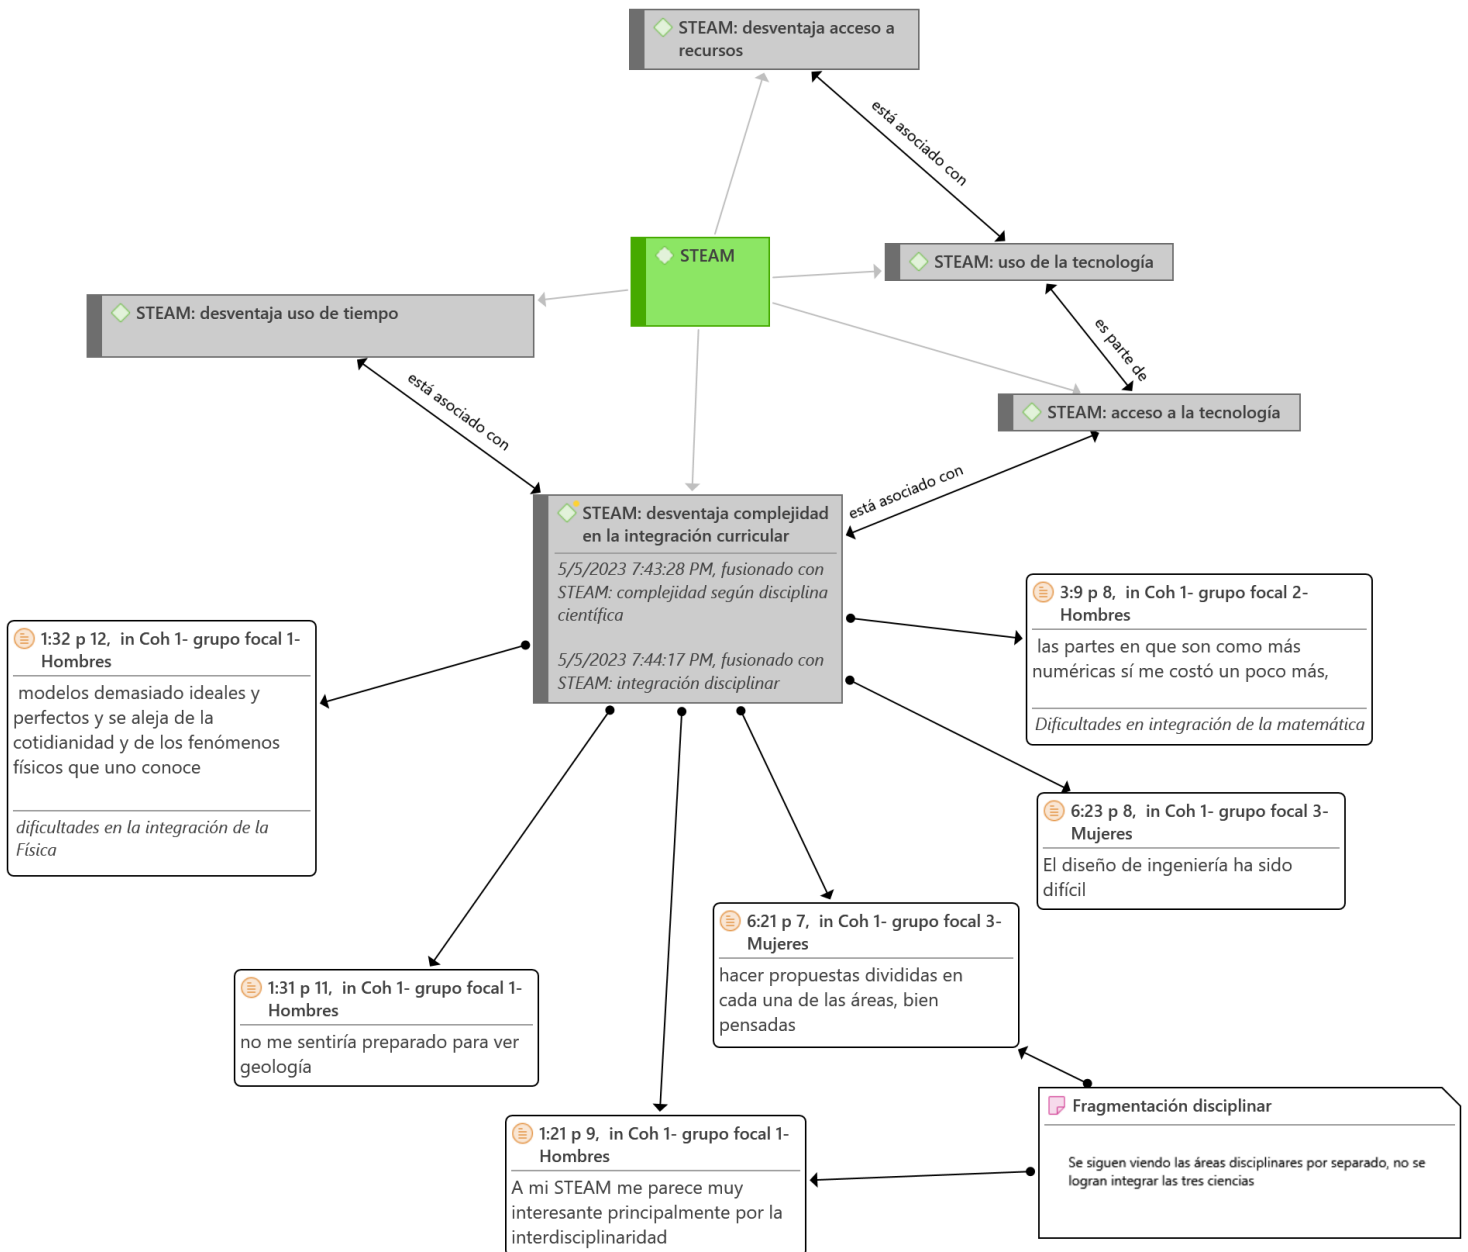 STEAM: desventaja acceso a
recursos
está asociado con
STEAM
STEAM: uso de la tecnología
STEAM: desventaja uso de tiempo
es parte de
está asociado con
STEAM: acceso a la tecnología
está asociado con
STEAM: desventaja complejidad
en la integración curricular
5/5/2023 7:43:28 PM, fusionado con
STEAM: complejidad según disciplina
científica
5/5/2023 7:44:17 PM, fusionado con
STEAM: integración disciplinar
3:9 p 8, in Coh 1- grupo focal 2-
Hombres
las partes en que son como más
numéricas sí me costó un poco más,
Dificultades en integración de la matemática
1:32 p 12, in Coh 1- grupo focal 1-
Hombres
modelos demasiado ideales y
perfectos y se aleja de la
cotidianidad y de los fenómenos
físicos que uno conoce
dificultades en la integración de la
Física
6:23 p 8, in Coh 1- grupo focal 3-
Mujeres
El diseño de ingeniería ha sido
difícil
6:21 p 7, in Coh 1- grupo focal 3-
Mujeres
hacer propuestas divididas en
cada una de las áreas, bien
pensadas
1:31 p 11, in Coh 1- grupo focal 1-
Hombres
no me sentiría preparado para ver
geología
Fragmentación disciplinar
Se siguen viendo las áreas disciplinares por separado, no se
logran integrar las tres ciencias
1:21 p 9, in Coh 1- grupo focal 1-
Hombres
A mi STEAM me parece muy
interesante principalmente por la
interdisciplinaridad